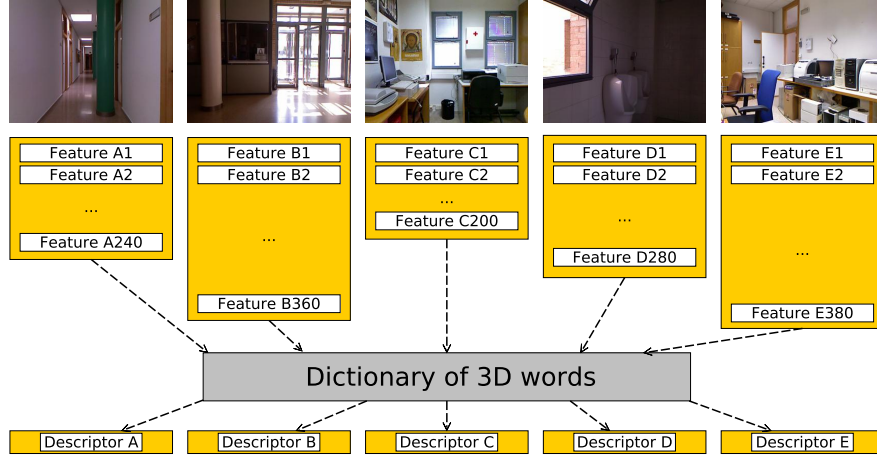 Feature A1
Feature A2
...
Feature A240
Feature B1
Feature B2
...
Feature B360
Feature C1
Feature C2
...
Feature C200
Feature D1
Feature D2
...
Feature D280
Feature E1
Feature E2
...
Feature E380
Dictionary of 3D words
Descriptor A
Descriptor B
Descriptor C
Descriptor D
Descriptor E